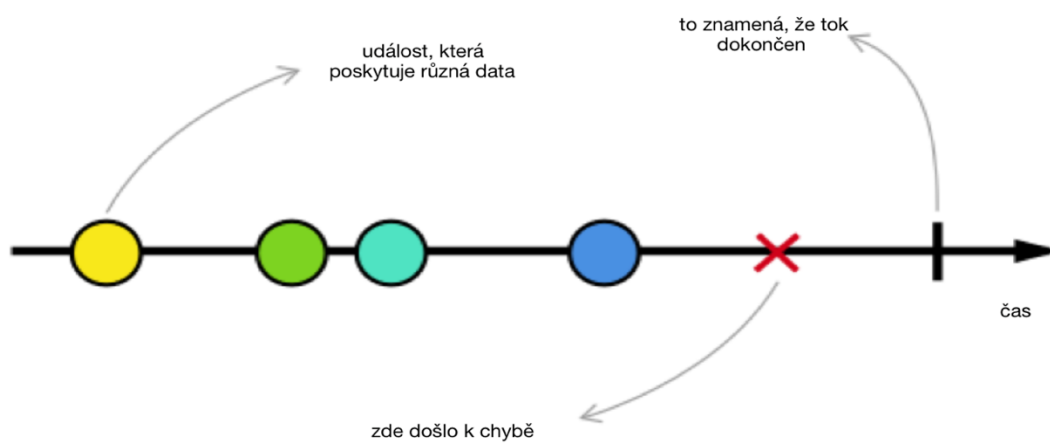 to znamená, že tok
dokončen
událost, která
poskytuje různá data
čas
zde došlo k chybě